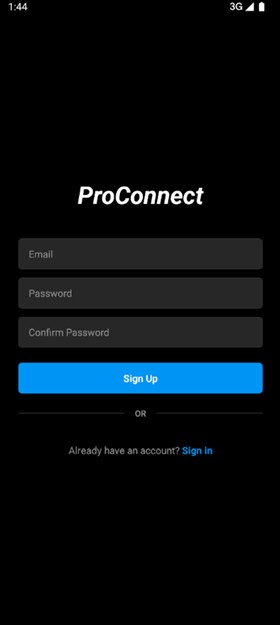 1:44
3G
ProConnect
Email
Password
Confirm Password
Sign Up
OR
Already have an account? Sign in